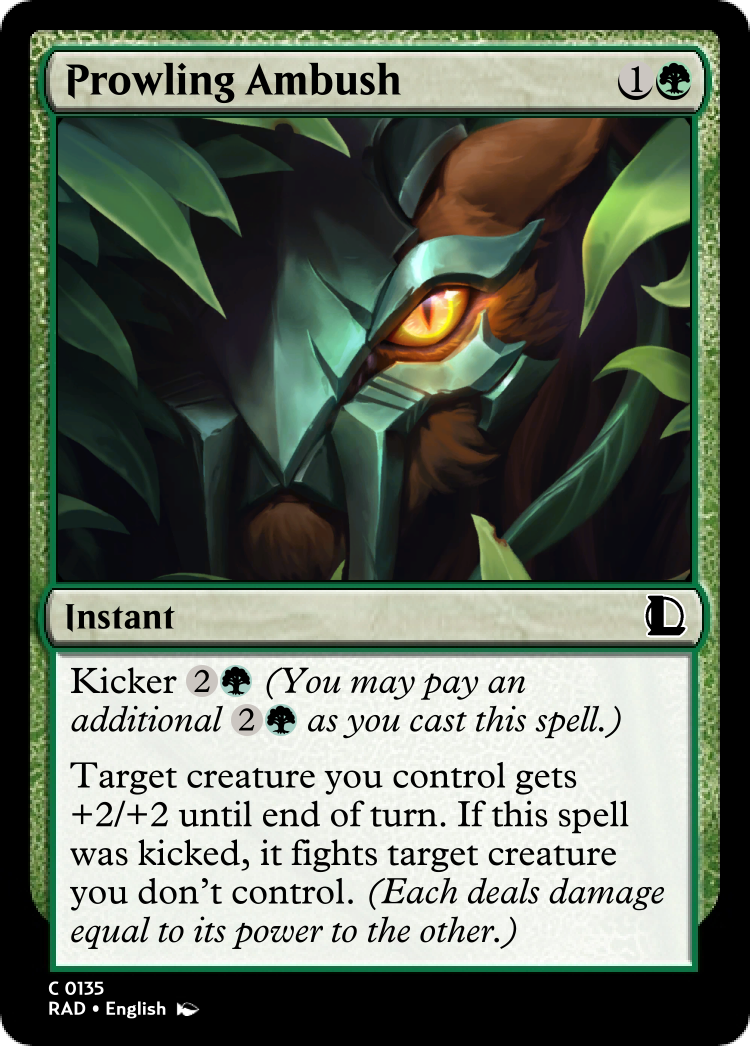 Prowling Ambush 1
Instant
Kicker 2 (You may pay an
additional 2 as you cast this spell.)
Target creature you control gets
+2/+2 until end of turn. If this spell
was kicked, it fights target creature
you don't control. (Each deals damage
equal to its power to the other.)
C 0135
RAD • English